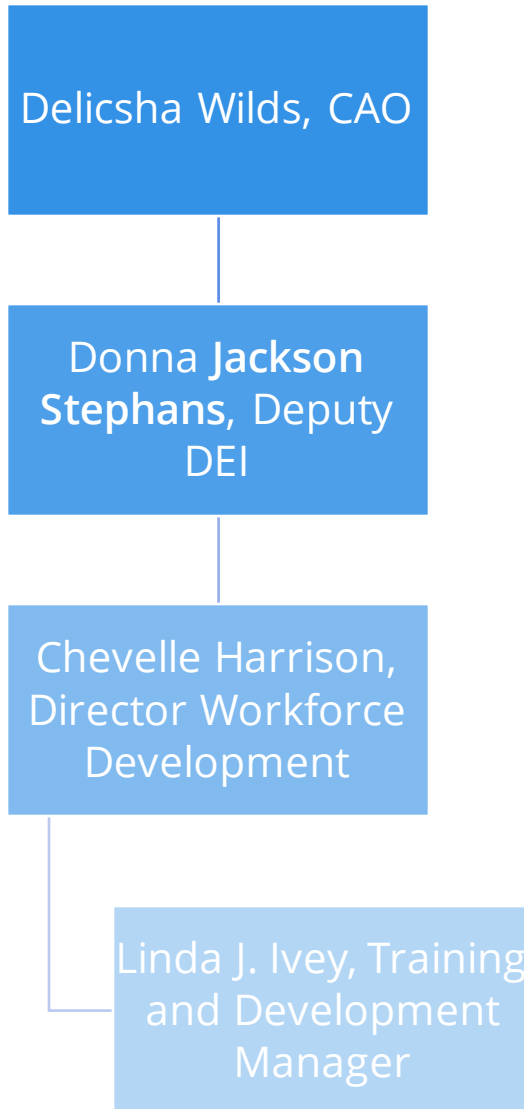 Delicsha Wilds, CAO
Donna Jackson
Stephans, Deputy
DEI
Chevelle Harrison,
Director Workforce
Development
Linda J. Ivey, Training
and Development
Manager